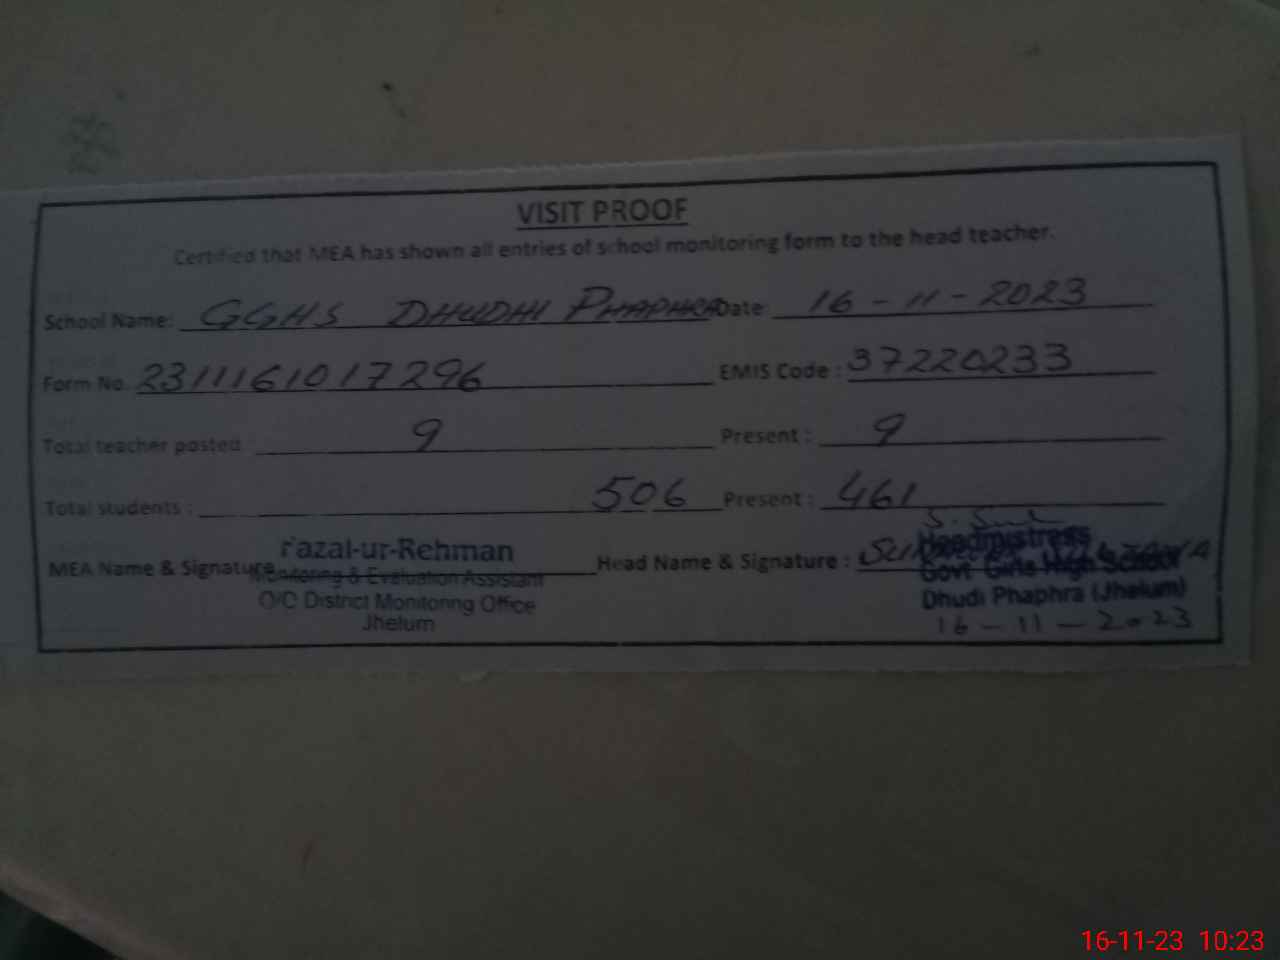 VISIT PROOF
Certified that MEA has shown all entries of school monitoring form to the head teacher.
School Name: GGHS DHUDHI PHAPHRA Date: 16-11-2023
Form No. 231116101 7296 EMIS Code : 37220233
Total teacher posted 9 Present : 9
Total students : 506 Present : 461
MEA Name & Signature Fazal-ur-Rehman Head Name & Signature :
Monitoring & Evaluation Assistant
O/C District Monitoring Office
Jhelum
Headmistress
Govt Girls High School
Dhudi Phaphra (Jhelum)
16-11-2023
16-11-23 10:23